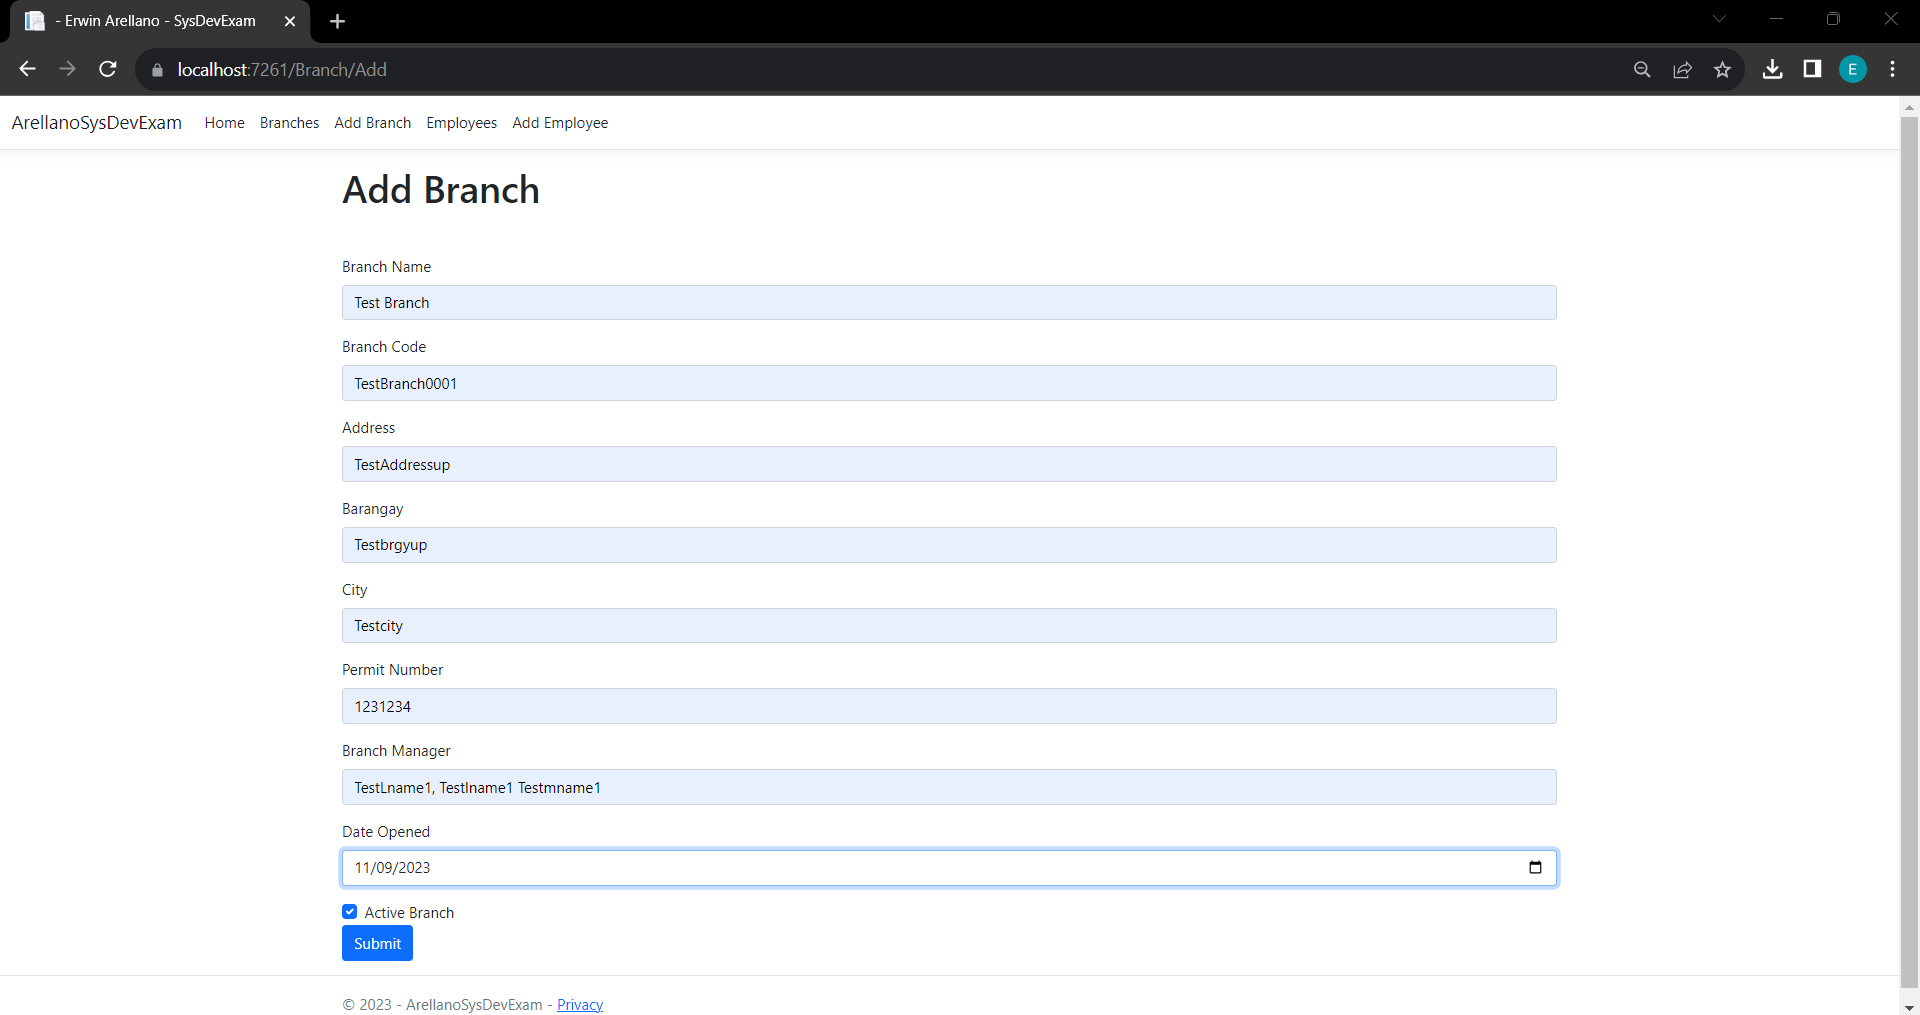 - Erwin Arellano - SysDevExam
localhost:7261/Branch/Add
E
ArellanoSysDevExam Home Branches Add Branch Employees Add Employee
Add Branch
Branch Name
Test Branch
Branch Code
TestBranch0001
Address
TestAddressup
Barangay
Testbrgyup
City
Testcity
Permit Number
1231234
Branch Manager
TestLname1, Testlname1 Testmname1
Date Opened
11/09/2023
Active Branch
Submit
© 2023 - ArellanoSysDevExam - Privacy